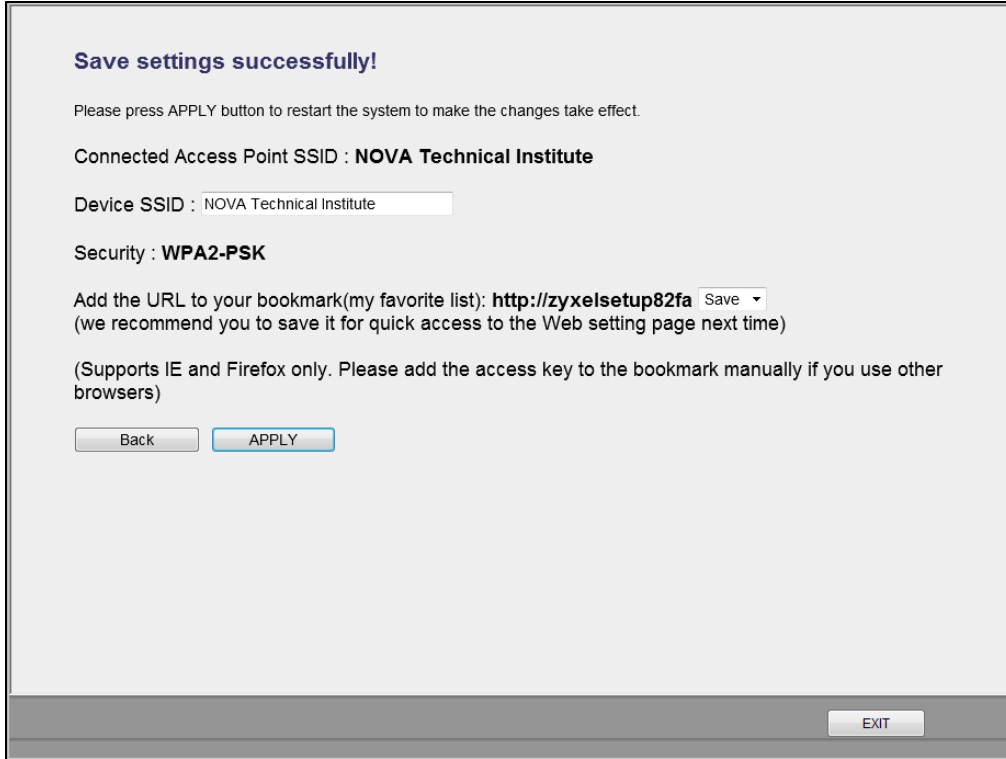 Save settings successfully!
Please press APPLY button to restart the system to make the changes take effect.
Connected Access Point SSID : NOVA Technical Institute
Device SSID : NOVA Technical Institute
Security : WPA2-PSK
Add the URL to your bookmark(my favorite list): http://zyxelsetup82fa Save
(we recommend you to save it for quick access to the Web setting page next time)
(Supports IE and Firefox only. Please add the access key to the bookmark manually if you use other
browsers)
Back APPLY
EXIT